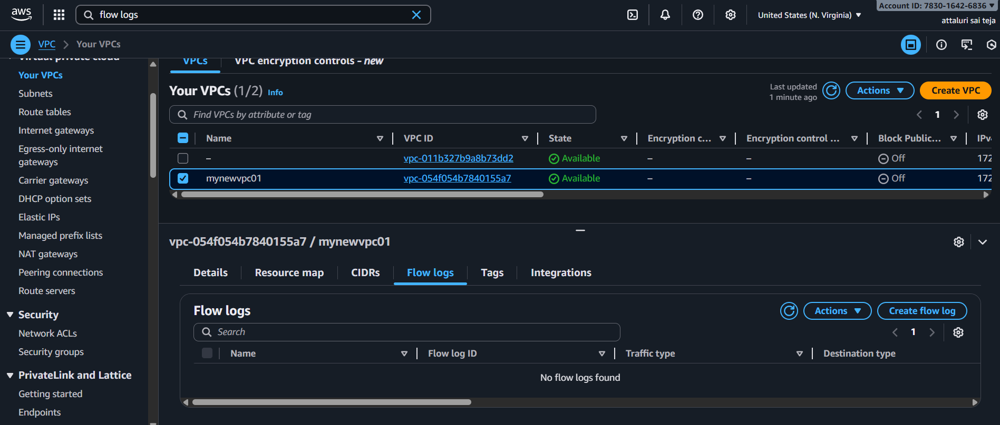 aws
flow logs
United States (N. Virginia)
Account ID: 7830-1642-6836
attaluri sai teja
VPC
Your VPCs
Virtual private cloud
Your VPCs
Subnets
Route tables
Internet gateways
Egress-only internet
gateways
Carrier gateways
DHCP option sets
Elastic IPs
Managed prefix lists
NAT gateways
Peering connections
Route servers
Security
Network ACLs
Security groups
PrivateLink and Lattice
Getting started
Endpoints
VPCs
VPC encryption controls - new
Your VPCs (1/2) Info
Last updated
1 minute ago
Actions
Create VPC
Find VPCs by attribute or tag
1
Name VPC ID State Encryption c... Encryption control ... Block Public... IPv4
– vpc-011b327b9a8b73dd2 Available – – Off 172
mynewvpc01 vpc-054f054b7840155a7 Available – – Off 172
vpc-054f054b7840155a7 / mynewvpc01
Details Resource map CIDRs Flow logs Tags Integrations
Flow logs
Actions
Create flow log
Search
1
Name Flow log ID Traffic type Destination type
No flow logs found